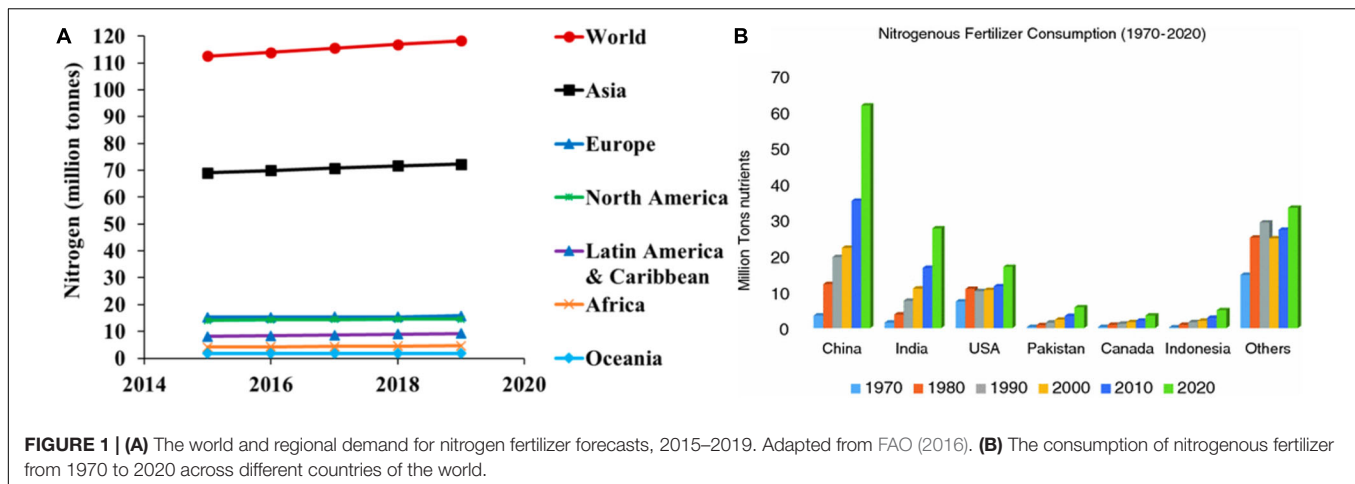 A
Nitrogen (million tonnes)
120
110
100
90
80
70
60
50
40
30
20
10
0
2014
2016
2018
2020
World
Asia
Europe
North America
Latin America
& Caribbean
Africa
Oceania
B
Nitrogenous Fertilizer Consumption (1970-2020)
Million Tons nutrients
70
60
50
40
30
20
10
0
China
India
USA
Pakistan
Canada
Indonesia
Others
1970
1980
1990
2000
2010
2020
FIGURE 1 | (A) The world and regional demand for nitrogen fertilizer forecasts, 2015–2019. Adapted from FAO (2016). (B) The consumption of nitrogenous fertilizer
from 1970 to 2020 across different countries of the world.